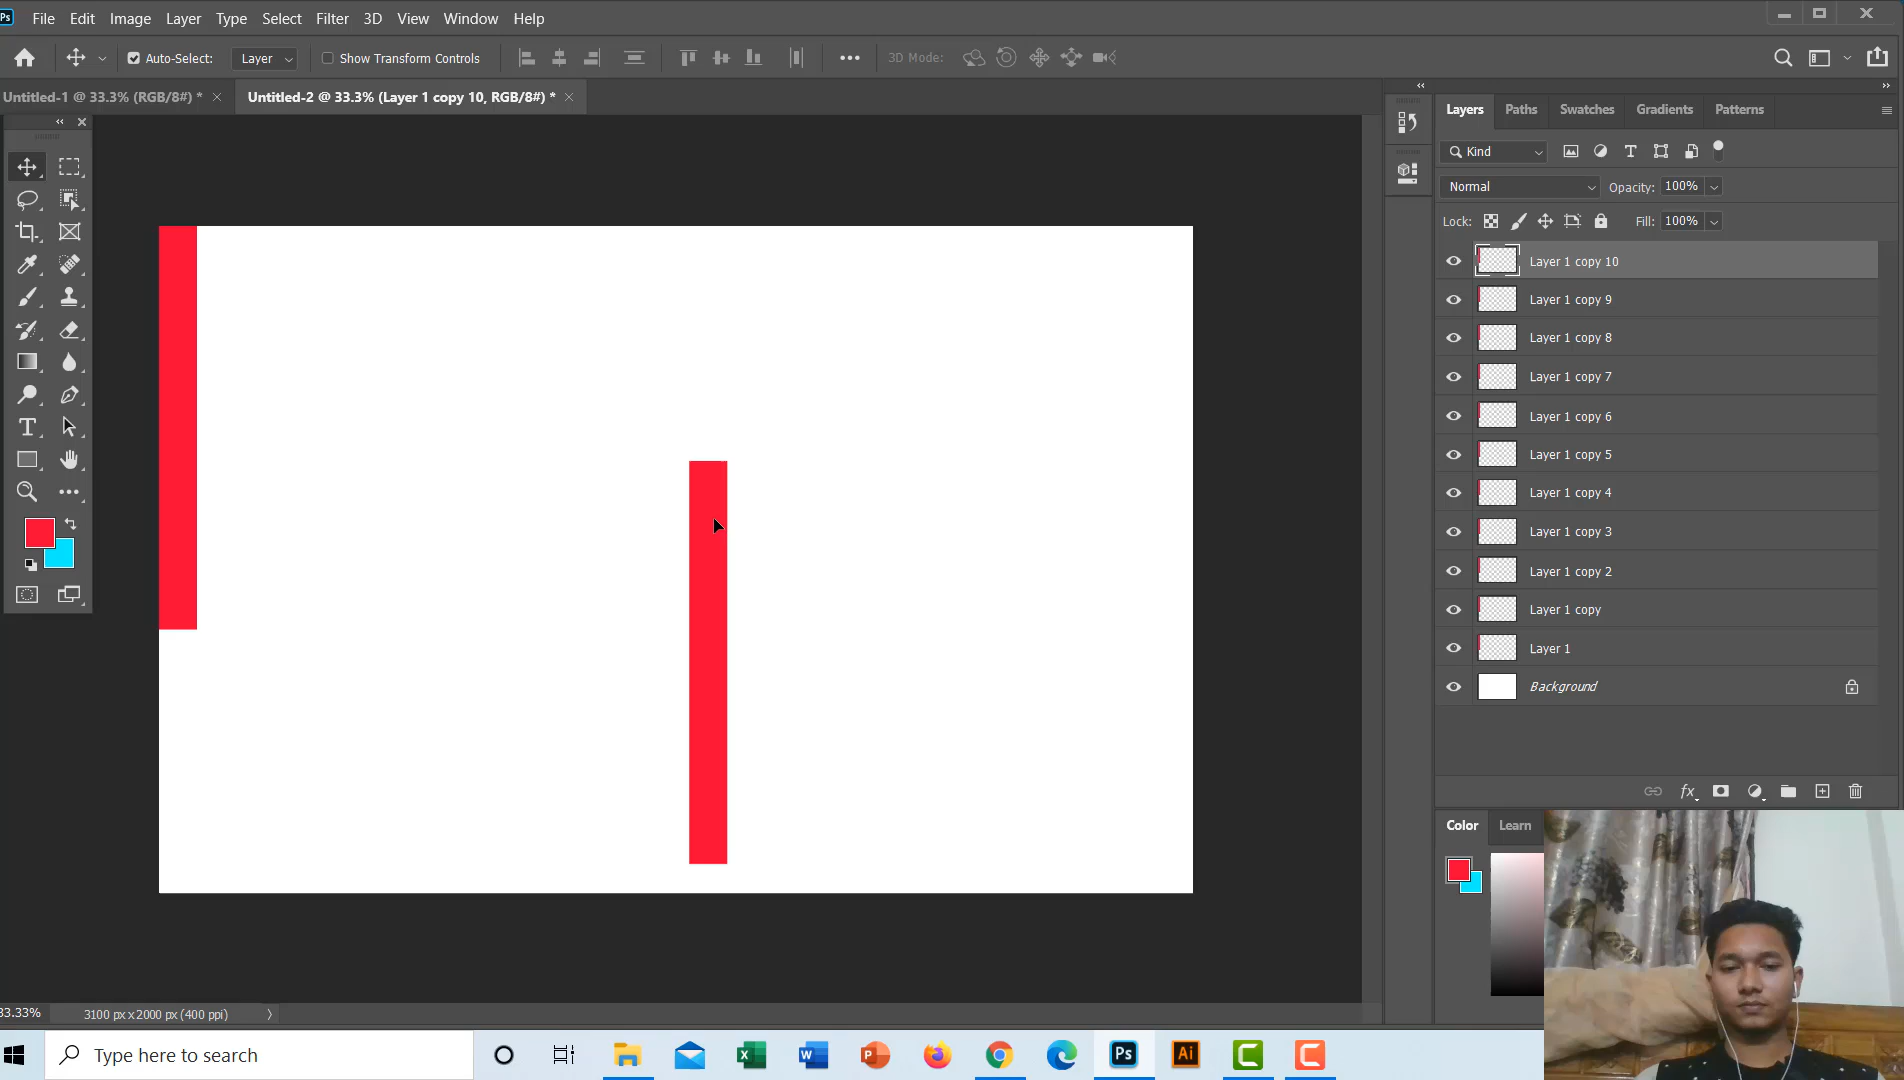 Ps File Edit Image Layer Type Select Filter 3D View Window Help
Auto-Select: Layer Show Transform Controls 3D Mode:
Untitled-1 @ 33.3% (RGB/8#) * Untitled-2 @ 33.3% (Layer 1 copy 10, RGB/8#) *
Layers Paths Swatches Gradients Patterns
Kind
Normal Opacity: 100%
Lock: Fill: 100%
Layer 1 copy 10
Layer 1 copy 9
Layer 1 copy 8
Layer 1 copy 7
Layer 1 copy 6
Layer 1 copy 5
Layer 1 copy 4
Layer 1 copy 3
Layer 1 copy 2
Layer 1 copy
Layer 1
Background
fx
Color Learn
33.33% 3100 px x 2000 px (400 ppi)
Type here to search
Ps Ai